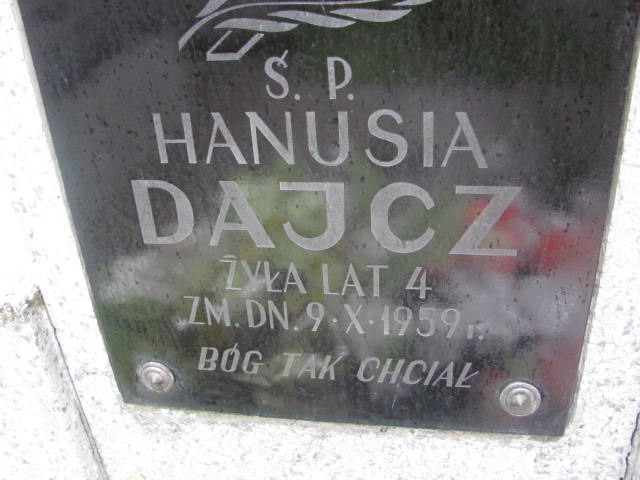 Ś. P.
HANUSIA
DAJCZ
ŻYŁA LAT 4
ZM. DN. 9·X·1959 r.
BÓG TAK CHCIAŁ